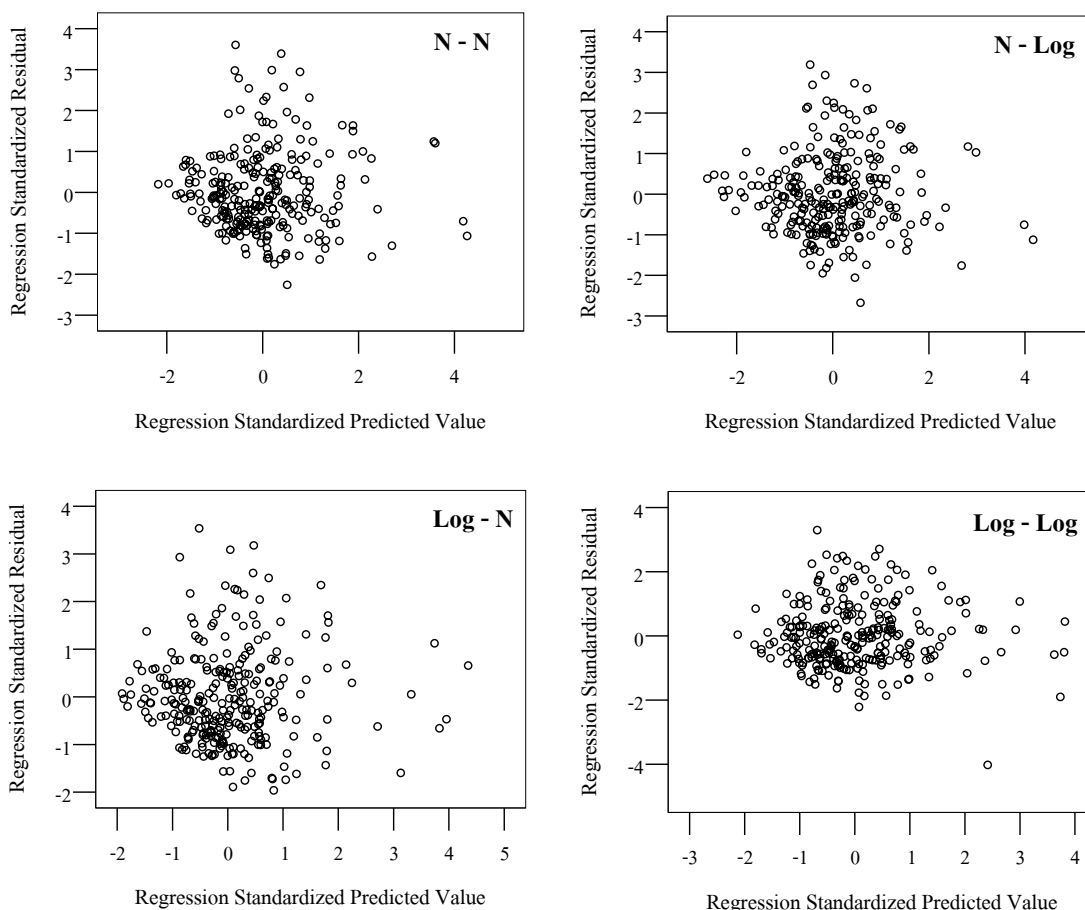 N - N
Regression Standardized Residual
4
3
2
1
0
-1
-2
-3
-2 0 2 4
Regression Standardized Predicted Value
N - Log
Regression Standardized Residual
4
3
2
1
0
-1
-2
-3
-2 0 2 4
Regression Standardized Predicted Value
Log - N
Regression Standardized Residual
4
3
2
1
0
-1
-2
-2 -1 0 1 2 3 4 5
Regression Standardized Predicted Value
Log - Log
Regression Standardized Residual
4
2
0
-2
-4
-3 -2 -1 0 1 2 3 4
Regression Standardized Predicted Value